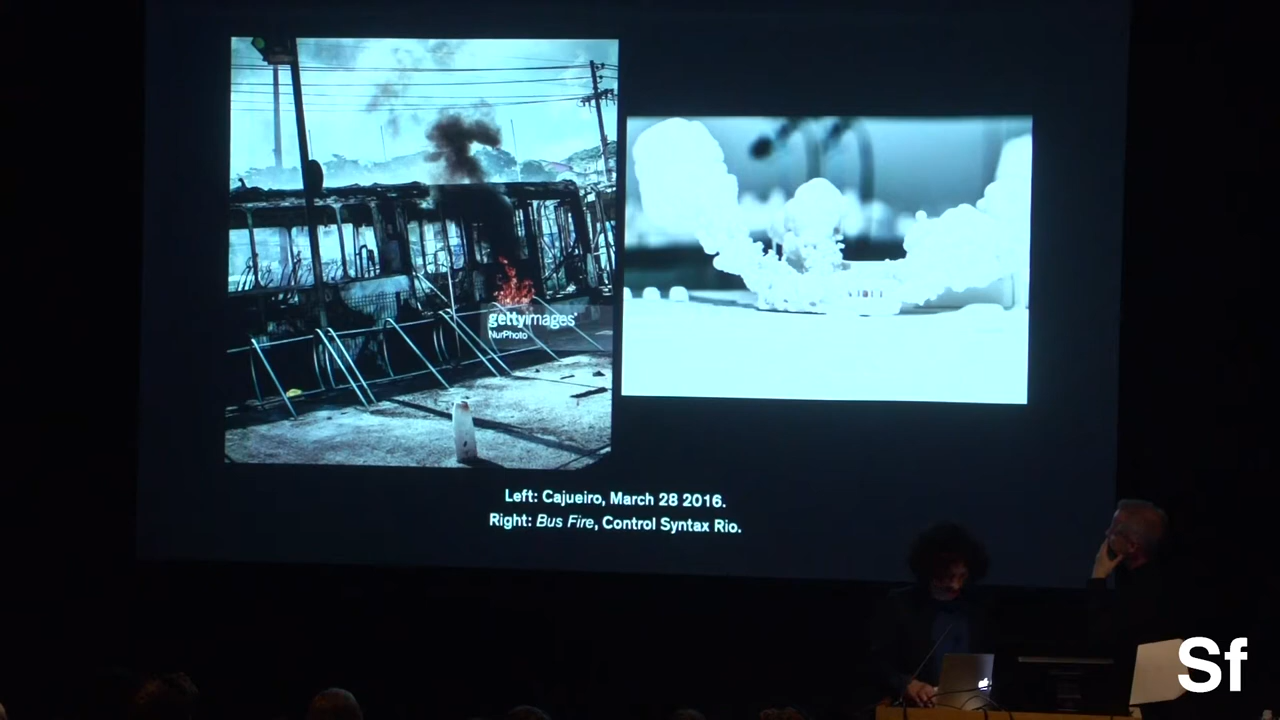 gettyimages®
NurPhoto
Left: Cajueiro, March 28 2016.
Right: Bus Fire, Control Syntax Rio.
Sf